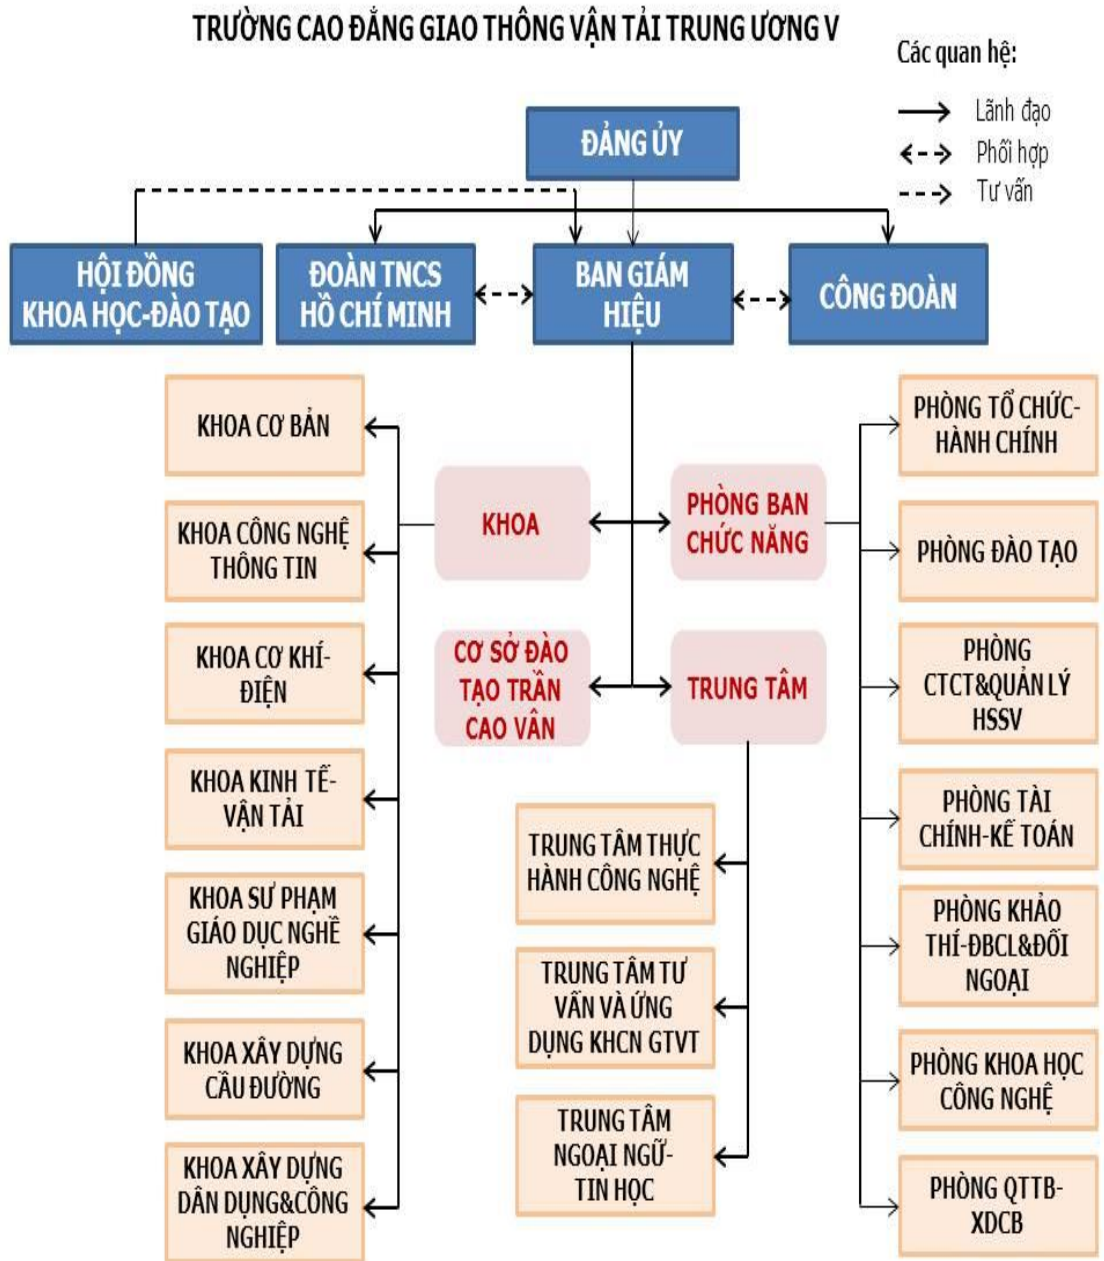 TRƯỜNG CAO ĐẲNG GIAO THÔNG VẬN TẢI TRUNG ƯƠNG V
Các quan hệ:
Lãnh đạo
Phối hợp
Tư vấn
ĐẢNG ỦY
HỘI ĐỒNG
KHOA HỌC-ĐÀO TẠO
ĐOÀN TNCS
HỒ CHÍ MINH
BAN GIÁM
HIỆU
CÔNG ĐOÀN
KHOA CƠ BẢN
KHOA CÔNG NGHỆ
THÔNG TIN
KHOA CƠ KHÍ-
ĐIỆN
KHOA KINH TẾ-
VẬN TẢI
KHOA SƯ PHẠM
GIÁO DỤC NGHỀ
NGHIỆP
KHOA XÂY DỰNG
CẦU ĐƯỜNG
KHOA XÂY DỰNG
DÂN DỤNG&CÔNG
NGHIỆP
KHOA
PHÒNG BAN
CHỨC NĂNG
CƠ SỞ ĐÀO
TẠO TRẦN
CAO VÂN
TRUNG TÂM
TRUNG TÂM THỰC
HÀNH CÔNG NGHỆ
TRUNG TÂM TƯ
VẤN VÀ ỨNG
DỤNG KHCN GTVT
TRUNG TÂM
NGOẠI NGỮ-
TIN HỌC
PHÒNG TỔ CHỨC-
HÀNH CHÍNH
PHÒNG ĐÀO TẠO
PHÒNG
CTCT&QUẢN LÝ
HSSV
PHÒNG TÀI
CHÍNH-KẾ TOÁN
PHÒNG KHẢO
THÍ-ĐBCL&ĐỐI
NGOẠI
PHÒNG KHOA HỌC
CÔNG NGHỆ
PHÒNG QTTB-
XDCB